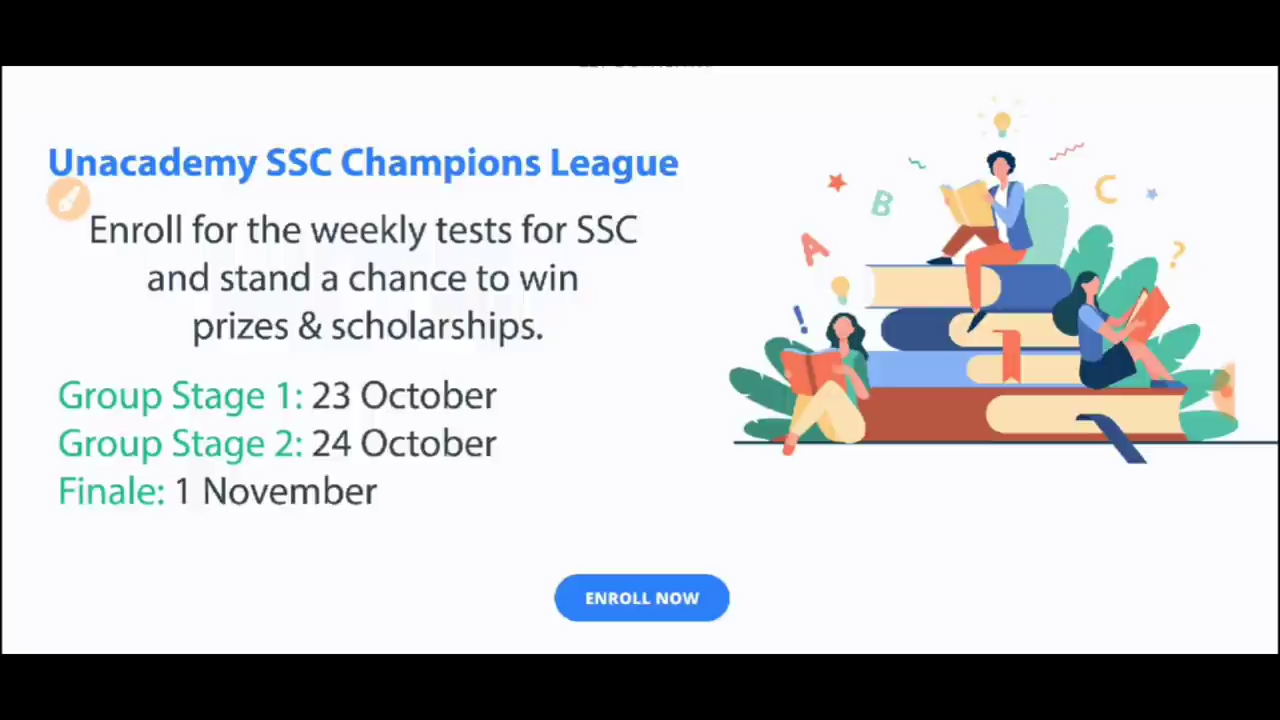 Unacademy SSC Champions League
Enroll for the weekly tests for SSC
and stand a chance to win
prizes & scholarships.
Group Stage 1: 23 October
Group Stage 2: 24 October
Finale: 1 November
A
B
C
?
!
ENROLL NOW